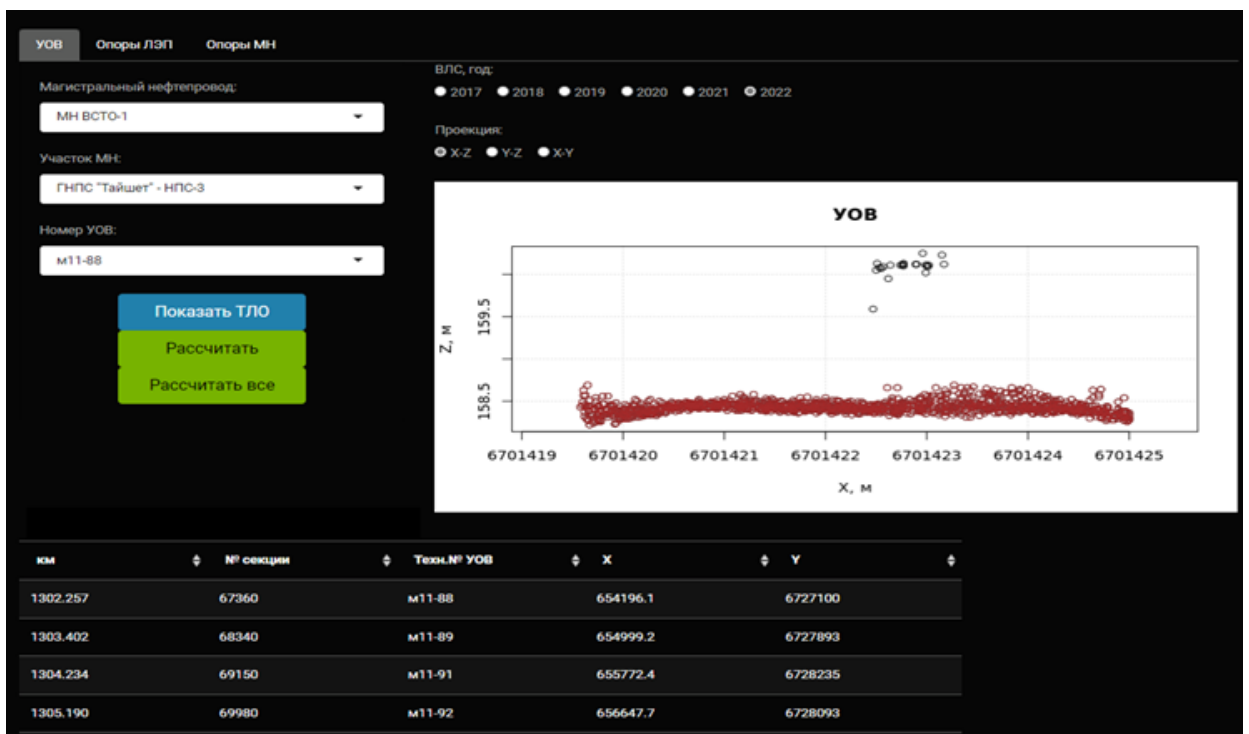 УОВ Опоры ЛЭП Опоры МН
Магистральный нефтепровод:
МН ВСТО-1
Участок МН:
ГНПС "Тайшет" - НПС-3
Номер УОВ:
м11-88
Показать ТЛО
Рассчитать
Рассчитать все
ВЛС, год:
2017 2018 2019 2020 2021 2022
Проекция:
X-Z Y-Z X-Y
УОВ
Z, м
159.5
158.5
6701419 6701420 6701421 6701422 6701423 6701424 6701425
X, м
км № секции Техн.№ УОВ X Y
1302.257 67360 м11-88 654196.1 6727100
1303.402 68340 м11-89 654999.2 6727893
1304.234 69150 м11-91 655772.4 6728235
1305.190 69980 м11-92 656647.7 6728093